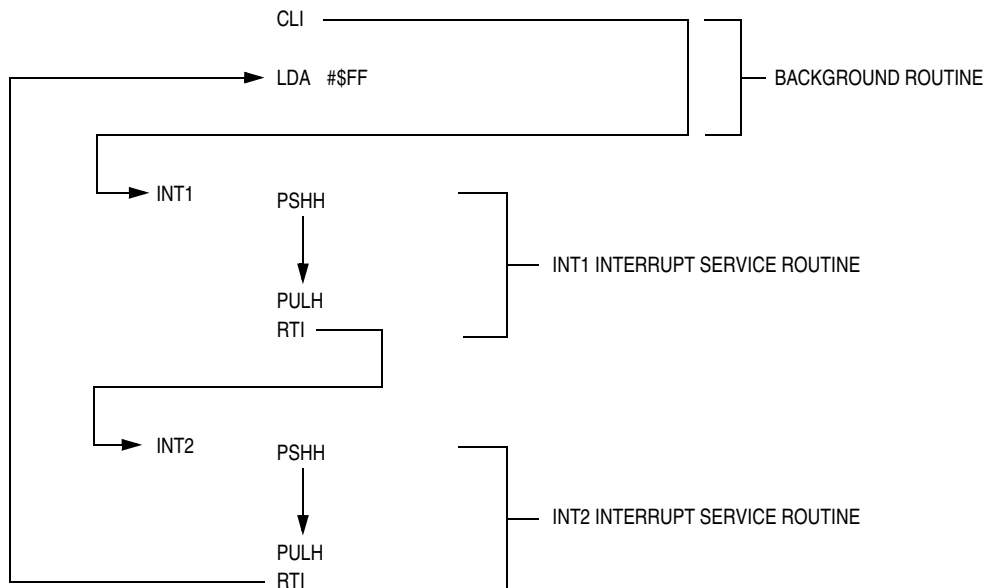 CLI
LDA #$FF
BACKGROUND ROUTINE
INT1
PSHH
INT1 INTERRUPT SERVICE ROUTINE
PULH
RTI
INT2
PSHH
INT2 INTERRUPT SERVICE ROUTINE
PULH
RTI